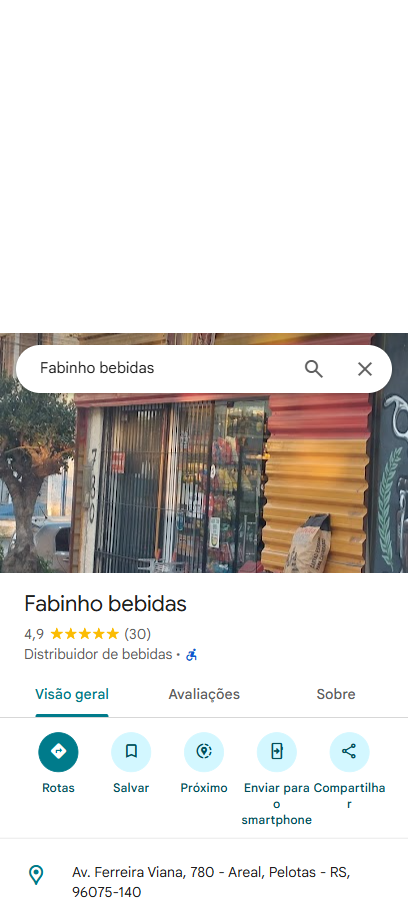 Fabinho bebidas
Fabinho bebidas
4,9 ★★★★★ (30)
Distribuidor de bebidas ·
Visão geral
Avaliações
Sobre
Rotas
Salvar
Próximo
Enviar para
o
smartphone
Compartilha
r
Av. Ferreira Viana, 780 - Areal, Pelotas - RS,
96075-140